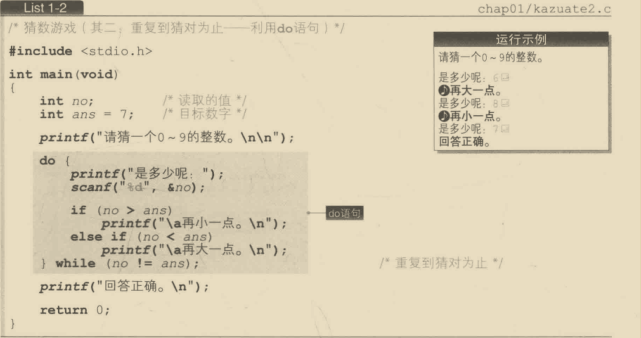 List 1-2
chap01/kazuate2.c
/* 猜数游戏（其二：重复到猜对为止——利用do语句）*/
#include <stdio.h>
int main(void)
{
int no; /* 读取的值 */
int ans = 7; /* 目标数字 */
printf("请猜一个0~9的整数。\n\n");
do {
printf("是多少呢：");
scanf("%d", &no);
if (no > ans)
printf("\a再小一点。\n");
else if (no < ans)
printf("\a再大一点。\n");
} while (no != ans); /* 重复到猜对为止 */
printf("回答正确。\n");
return 0;
}
do语句
运行示例
请猜一个0~9的整数。
是多少呢：6
♪再大一点。
是多少呢：8
♪再小一点。
是多少呢：7
回答正确。